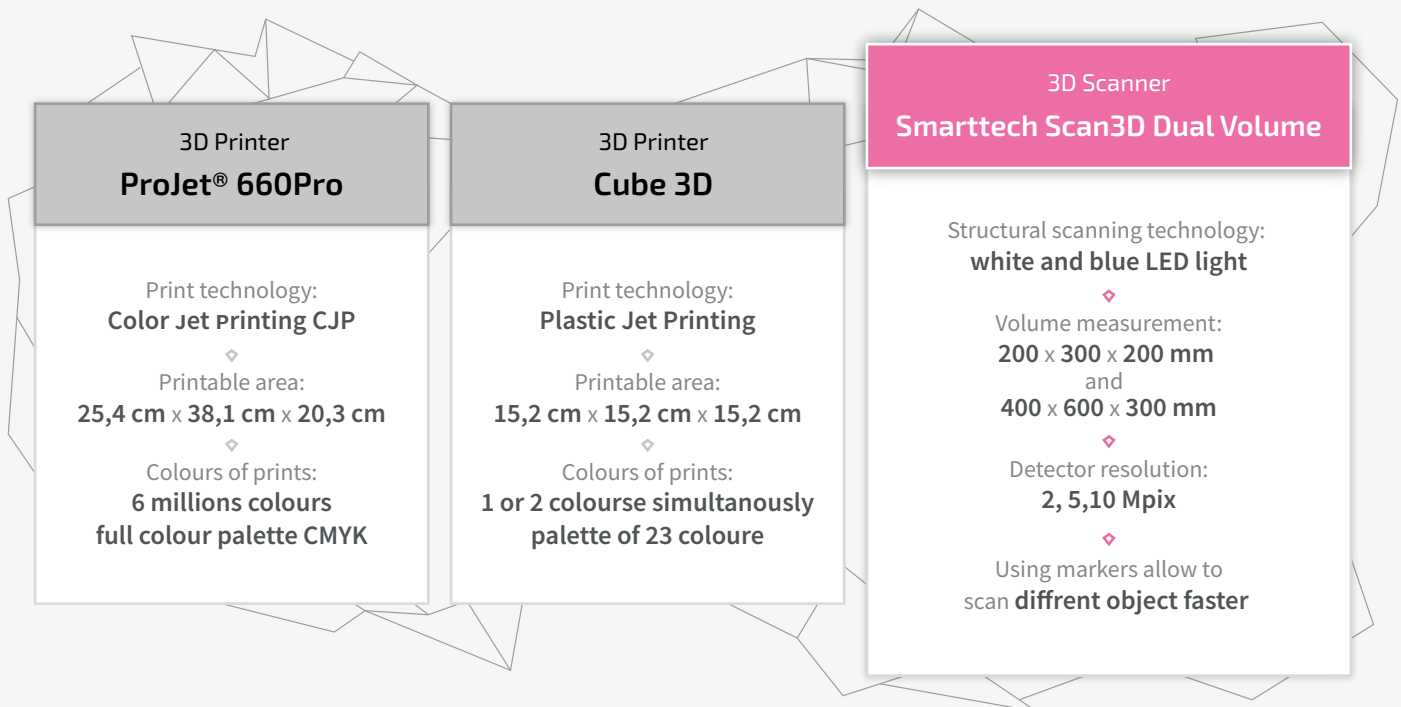 3D Printer
ProJet® 660Pro
Print technology:
Color Jet Printing CJP
Printable area:
25,4 cm x 38,1 cm x 20,3 cm
Colours of prints:
6 millions colours
full colour palette CMYK
3D Printer
Cube 3D
Print technology:
Plastic Jet Printing
Printable area:
15,2 cm x 15,2 cm x 15,2 cm
Colours of prints:
1 or 2 colourse simultanously
palette of 23 coloure
3D Scanner
Smarttech Scan3D Dual Volume
Structural scanning technology:
white and blue LED light
Volume measurement:
200 x 300 x 200 mm
and
400 x 600 x 300 mm
Detector resolution:
2, 5,10 Mpix
Using markers allow to
scan diffrent object faster